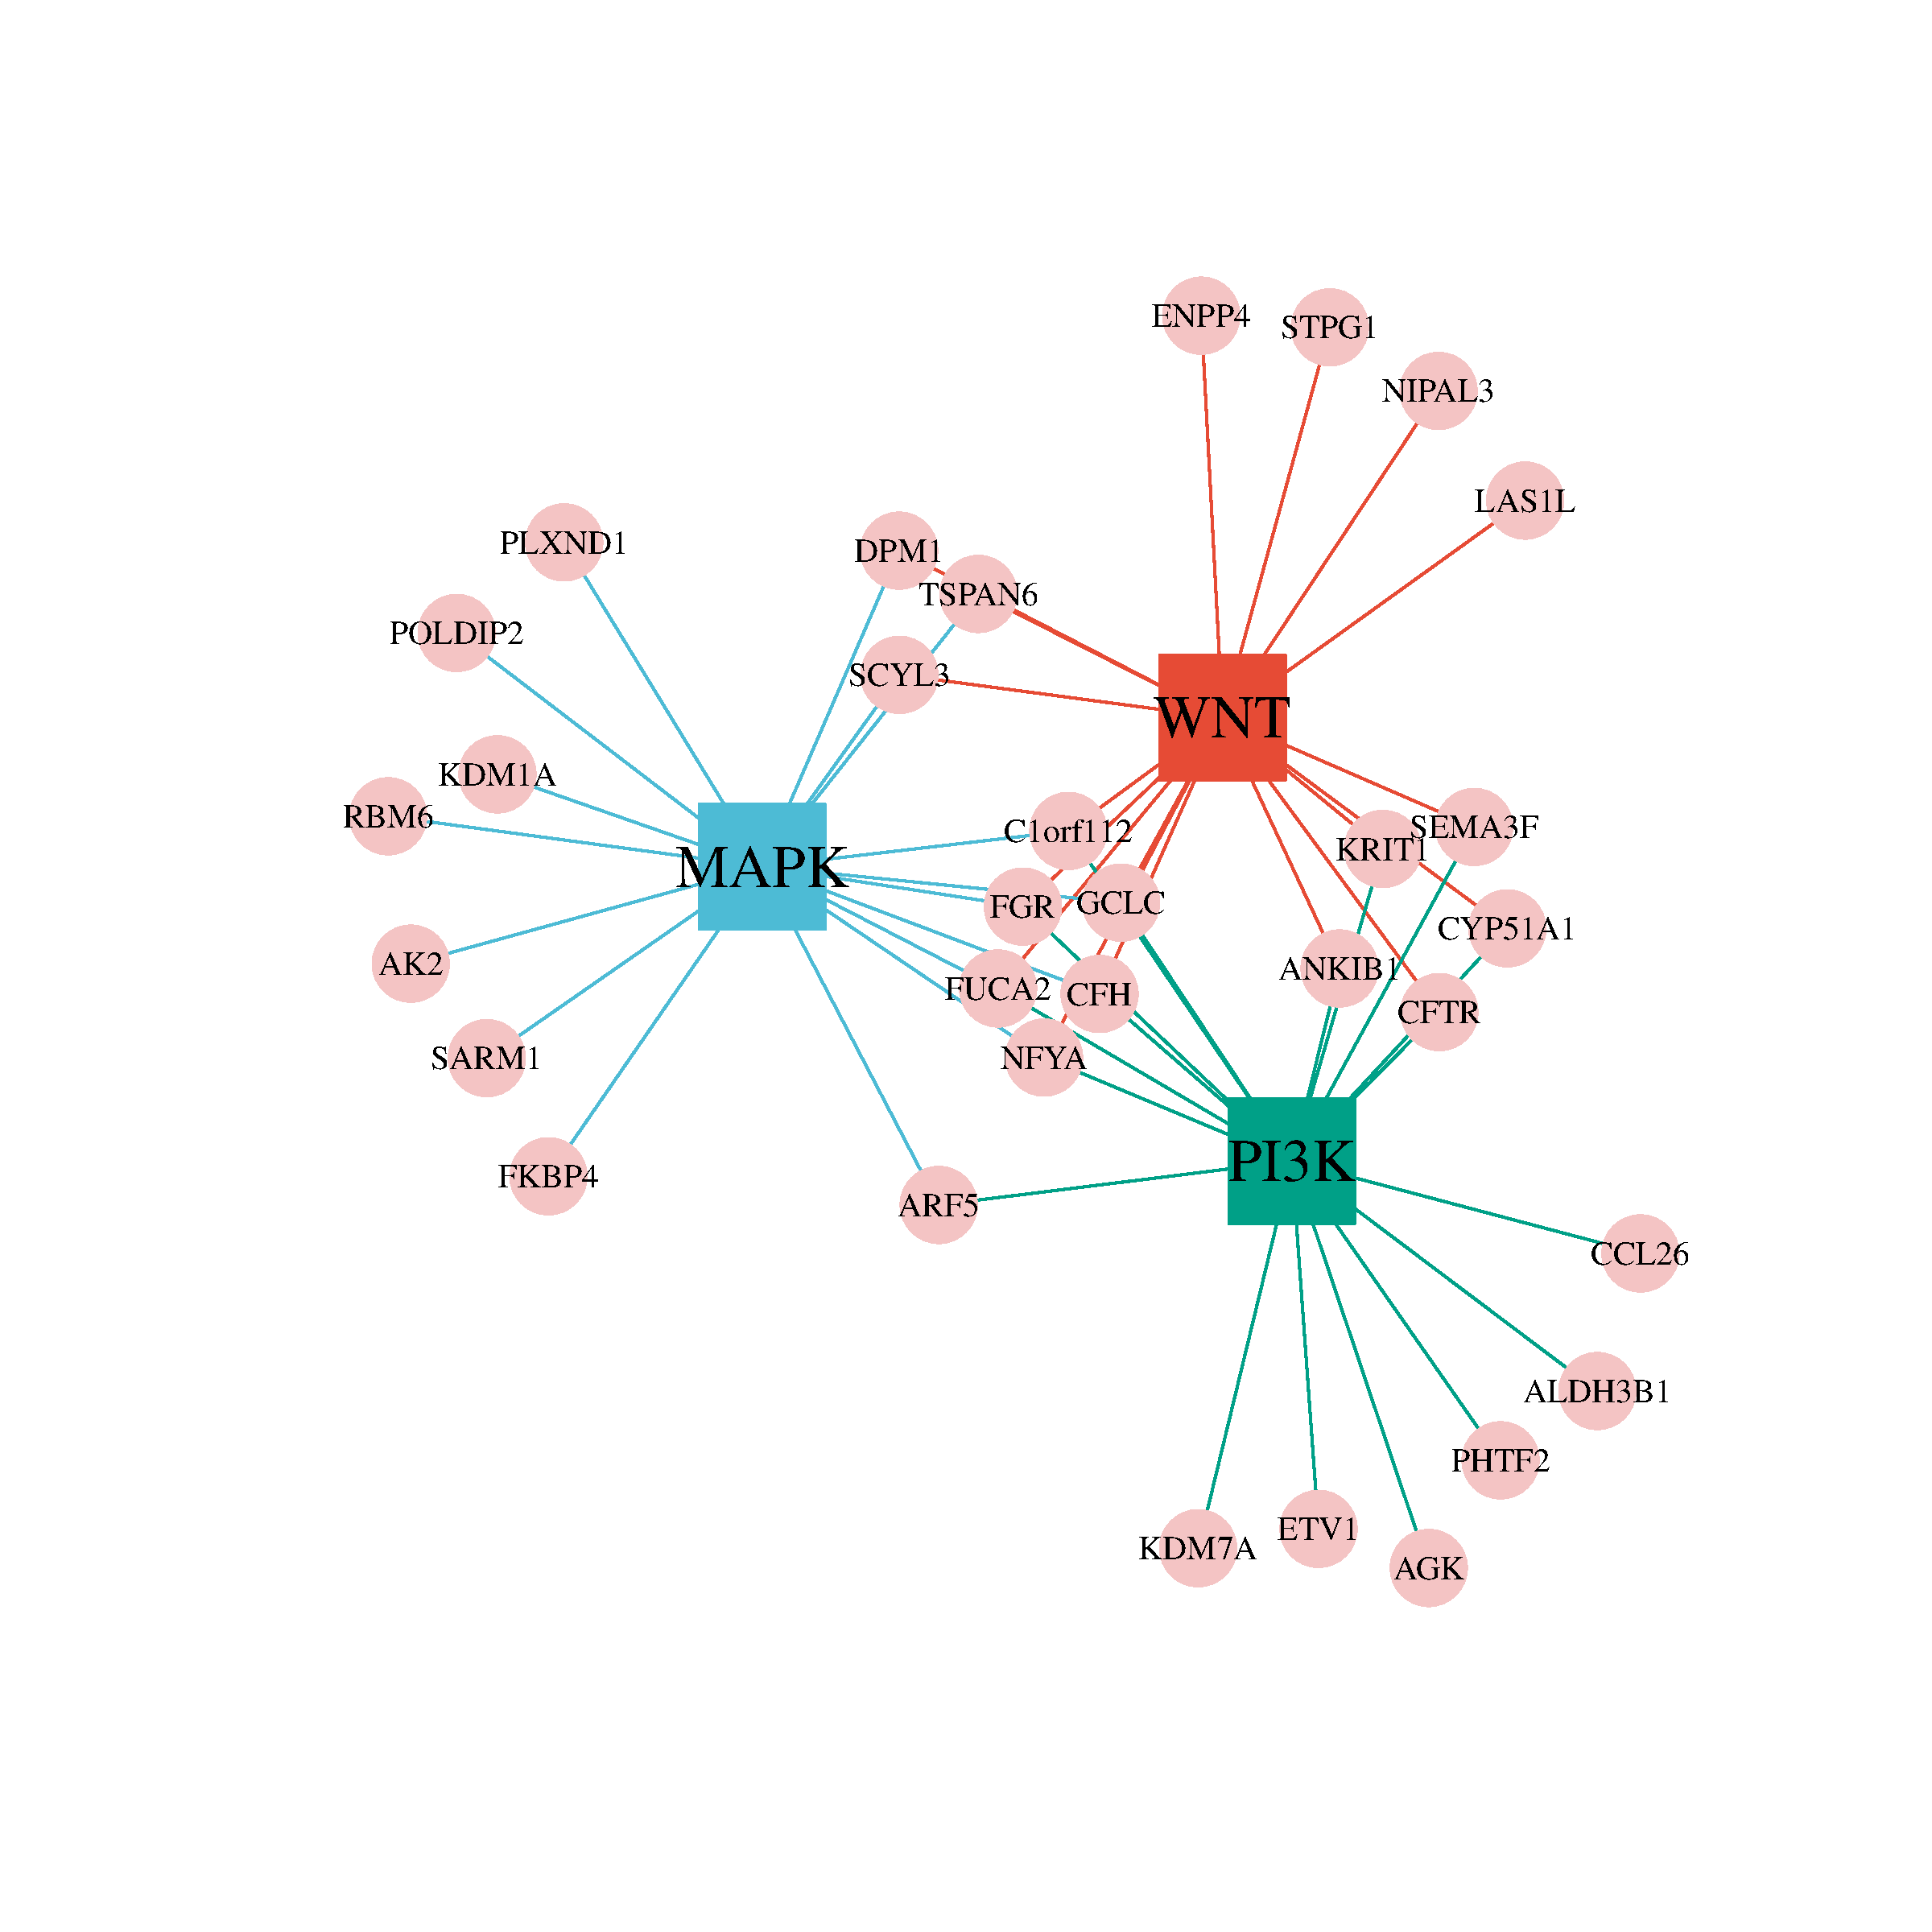 ENPP4
STPG1
NIPAL3
LAS1L
PLXND1
DPM1
TSPAN6
POLDIP2
SCYL3
WNT
KDM1A
RBM6
C1orf112
SEMA3F
KRIT1
MAPK
FGR
GCLC
CYP51A1
AK2
ANKIB1
FUCA2
CFH
CFTR
SARM1
NFYA
PI3K
FKBP4
ARF5
CCL26
ALDH3B1
PHTF2
ETV1
KDM7A
AGK